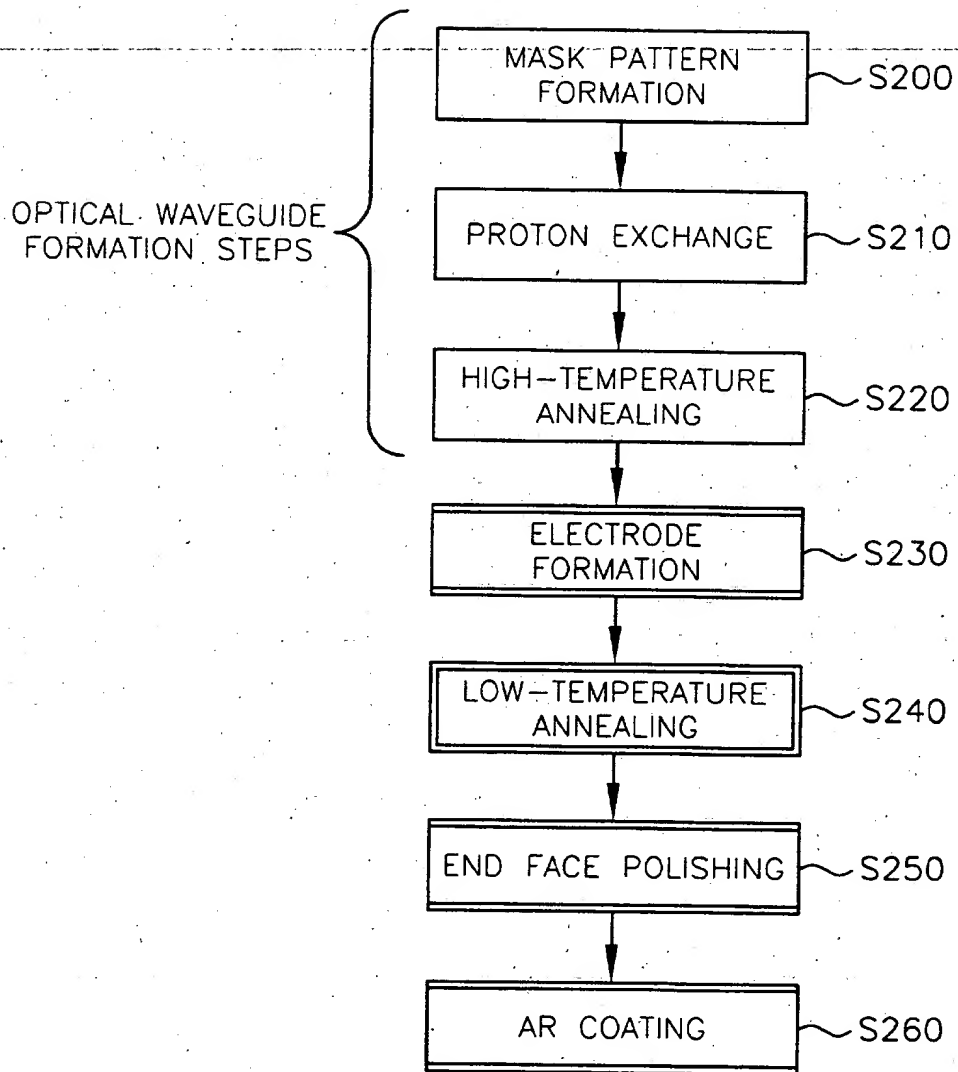 MASK PATTERN
FORMATION
S200
OPTICAL WAVEGUIDE
FORMATION STEPS
PROTON EXCHANGE
S210
HIGH-TEMPERATURE
ANNEALING
S220
ELECTRODE
FORMATION
S230
LOW-TEMPERATURE
ANNEALING
S240
END FACE POLISHING
S250
AR COATING
S260